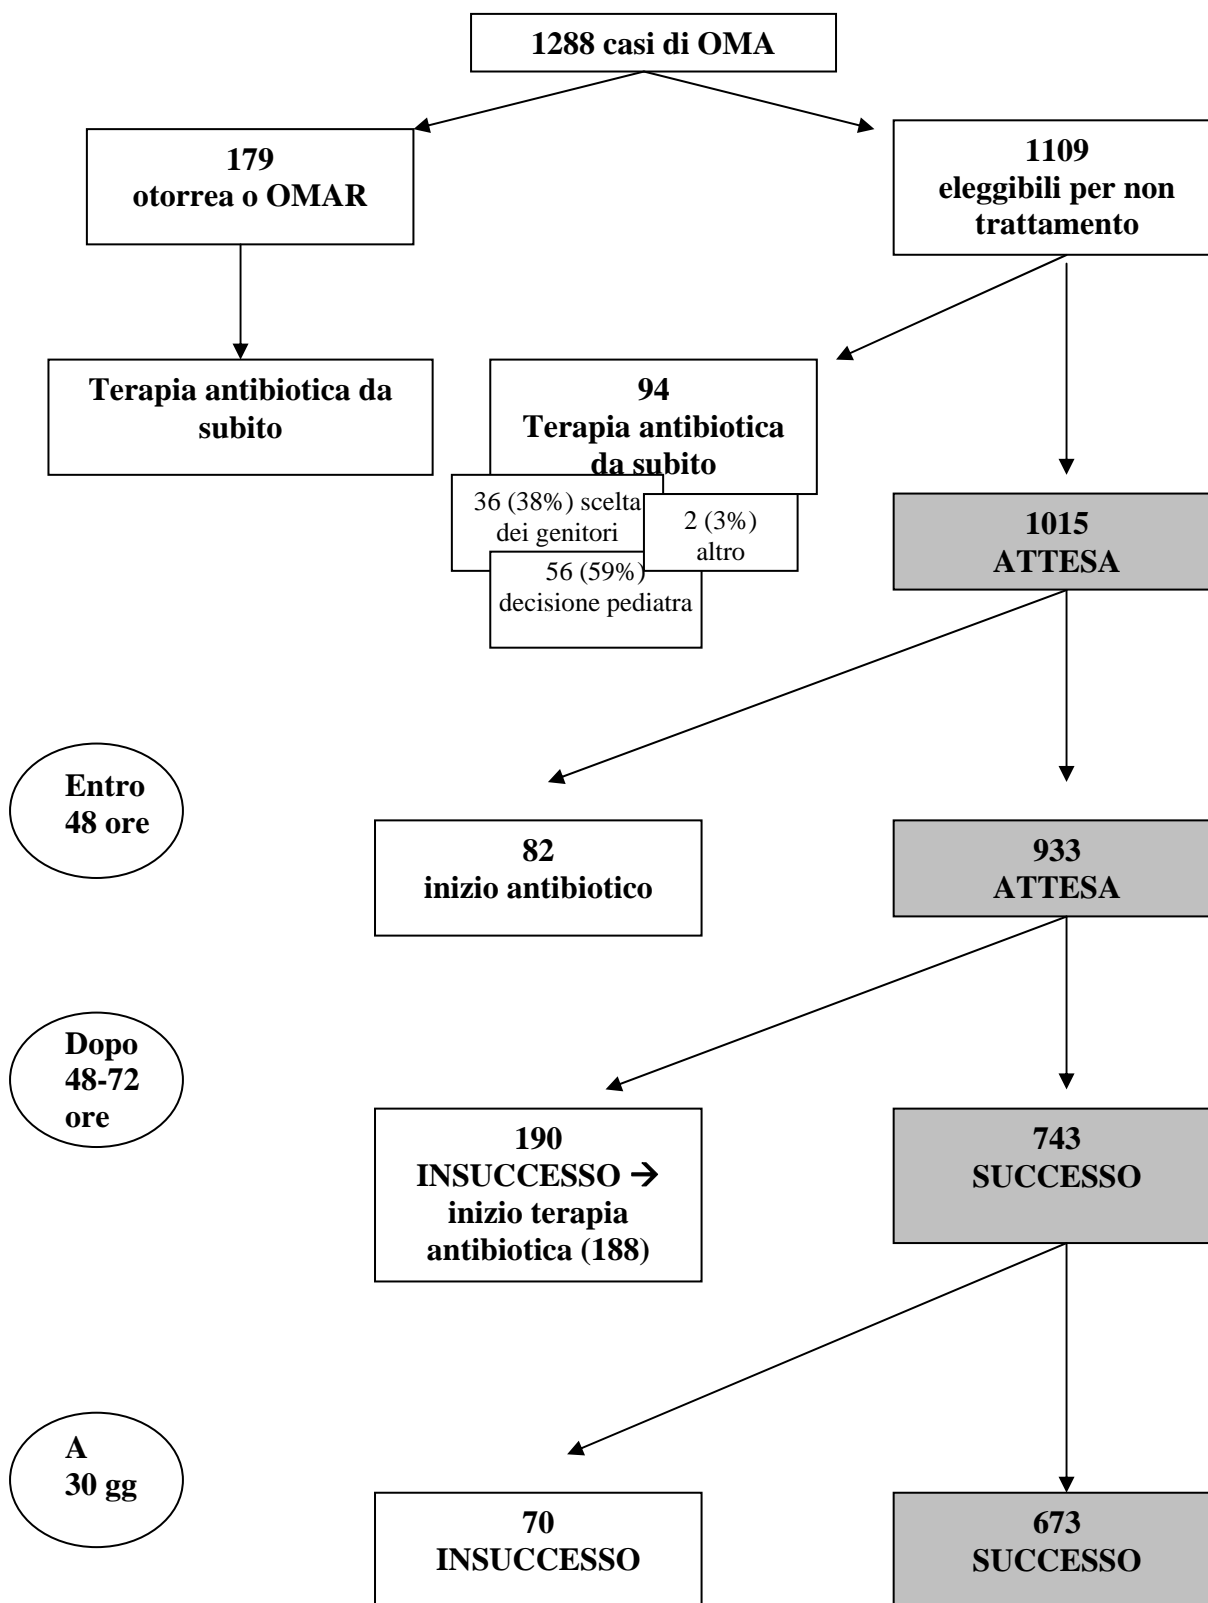 1288 casi di OMA
179
otorrea o OMAR
1109
eleggibili per non
trattamento
Terapia antibiotica da
subito
94
Terapia antibiotica
da subito
36 (38%) scelta
dei genitori
2 (3%)
altro
56 (59%)
decisione pediatra
1015
ATTESA
Entro
48 ore
82
inizio antibiotico
933
ATTESA
Dopo
48-72
ore
190
INSUCCESSO →
inizio terapia
antibiotica (188)
743
SUCCESSO
A
30 gg
70
INSUCCESSO
673
SUCCESSO